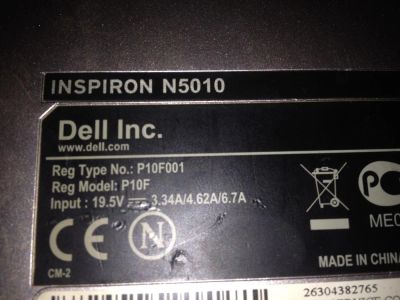 INSPIRON N5010
Dell Inc.
www.dell.com
Reg Type No.: P10F001
Reg Model: P10F
Input : 19.5V⎓3.34A/4.62A/6.7A
CE N
CM-2
MADE IN CHINA
26304382765